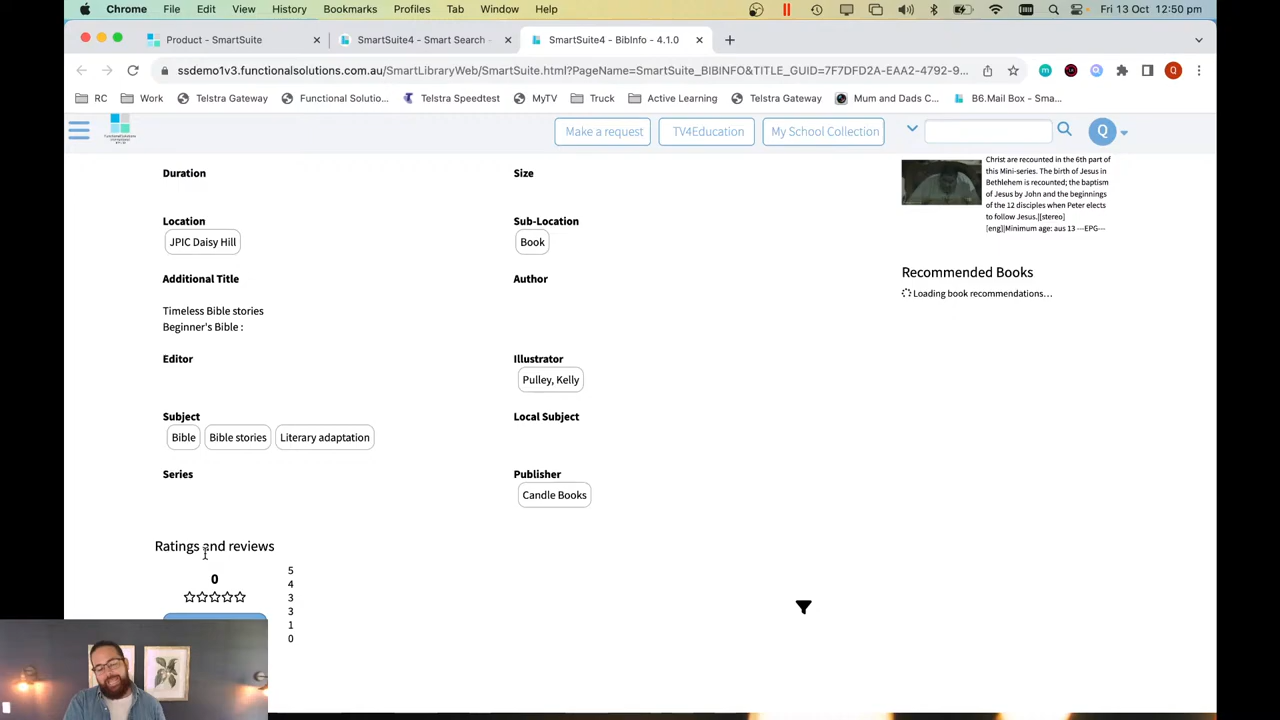 Chrome File Edit View History Bookmarks Profiles Tab Window Help Fri 13 Oct 12:50 pm
Product - SmartSuite SmartSuite4 - Smart Search - SmartSuite4 - BibInfo - 4.1.0
ssdemo1v3.functionalsolutions.com.au/SmartLibraryWeb/SmartSuite.html?PageName=SmartSuite_BIBINFO&TITLE_GUID=7F7DFD2A-EAA2-4792-9...
RC Work Telstra Gateway Functional Solutio... Telstra Speedtest MyTV Truck Active Learning Telstra Gateway Mum and Dads C... B6.Mail Box - Sma...
Make a request TV4Education My School Collection Q
Duration Size
Location Sub-Location
JPIC Daisy Hill Book
Additional Title Author
Timeless Bible stories
Beginner's Bible :
Editor Illustrator
Pulley, Kelly
Subject Local Subject
Bible Bible stories Literary adaptation
Series Publisher
Candle Books
Ratings and reviews
0
5
4
3
3
1
0
Christ are recounted in the 6th part of
this Mini-series. The birth of Jesus in
Bethlehem is recounted; the baptism
of Jesus by John and the beginnings
of the 12 disciples when Peter elects
to follow Jesus.|[stereo]
[eng]|Minimum age: aus 13 ---EPG---
Recommended Books
Loading book recommendations...